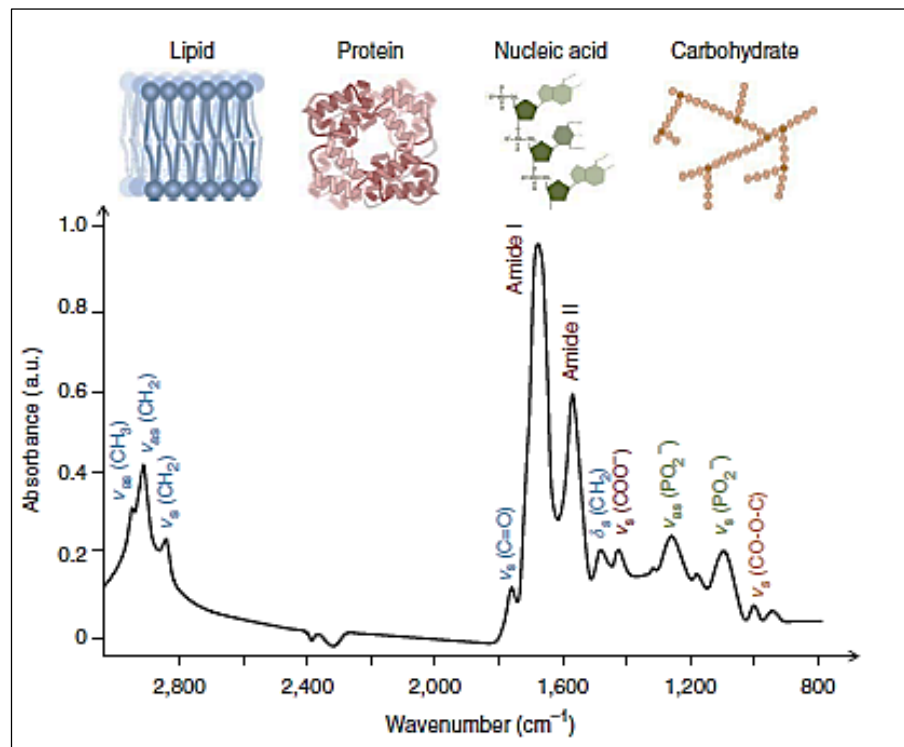 Lipid
Protein
Nucleic acid
Carbohydrate
Absorbance (a.u.)
1.0
0.8
0.6
0.4
0.2
0
νas (CH3)
νas (CH2)
νs (CH2)
νs (C=O)
Amide I
Amide II
δs (CH2)
νs (COO−)
νas (PO2−)
νs (PO2−)
νs (CO-O-C)
2,800
2,400
2,000
1,600
1,200
800
Wavenumber (cm−1)